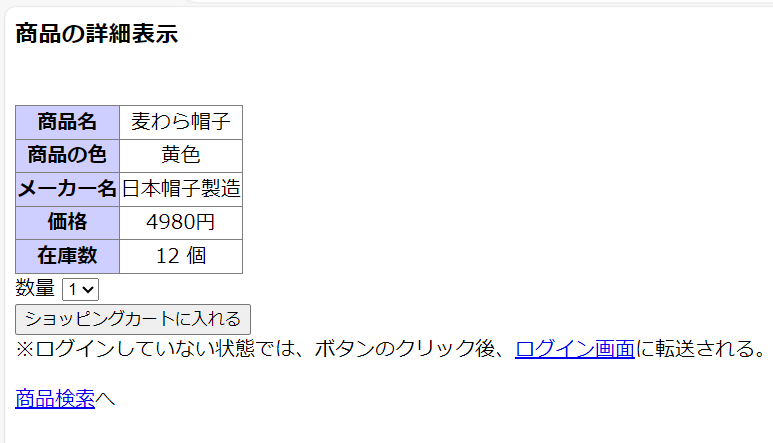 商品の詳細表示
商品名 麦わら帽子
商品の色 黄色
メーカー名 日本帽子製造
価格 4980円
在庫数 12 個
数量 1
ショッピングカートに入れる
※ログインしていない状態では、ボタンのクリック後、ログイン画面に転送される。
商品検索へ